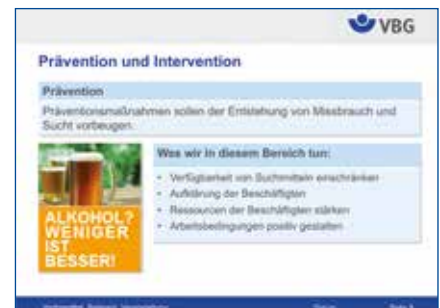 VBG
Prävention und Intervention
Prävention
Präventionsmaßnahmen sollen der Entstehung von Missbrauch und
Sucht vorbeugen.
Was wir in diesem Bereich tun:
• Verfügbarkeit von Suchtmitteln einschränken
• Aufklärung der Beschäftigten
• Ressourcen der Beschäftigten stärken
• Arbeitsbedingungen positiv gestalten
ALKOHOL?
WENIGER
IST
BESSER!